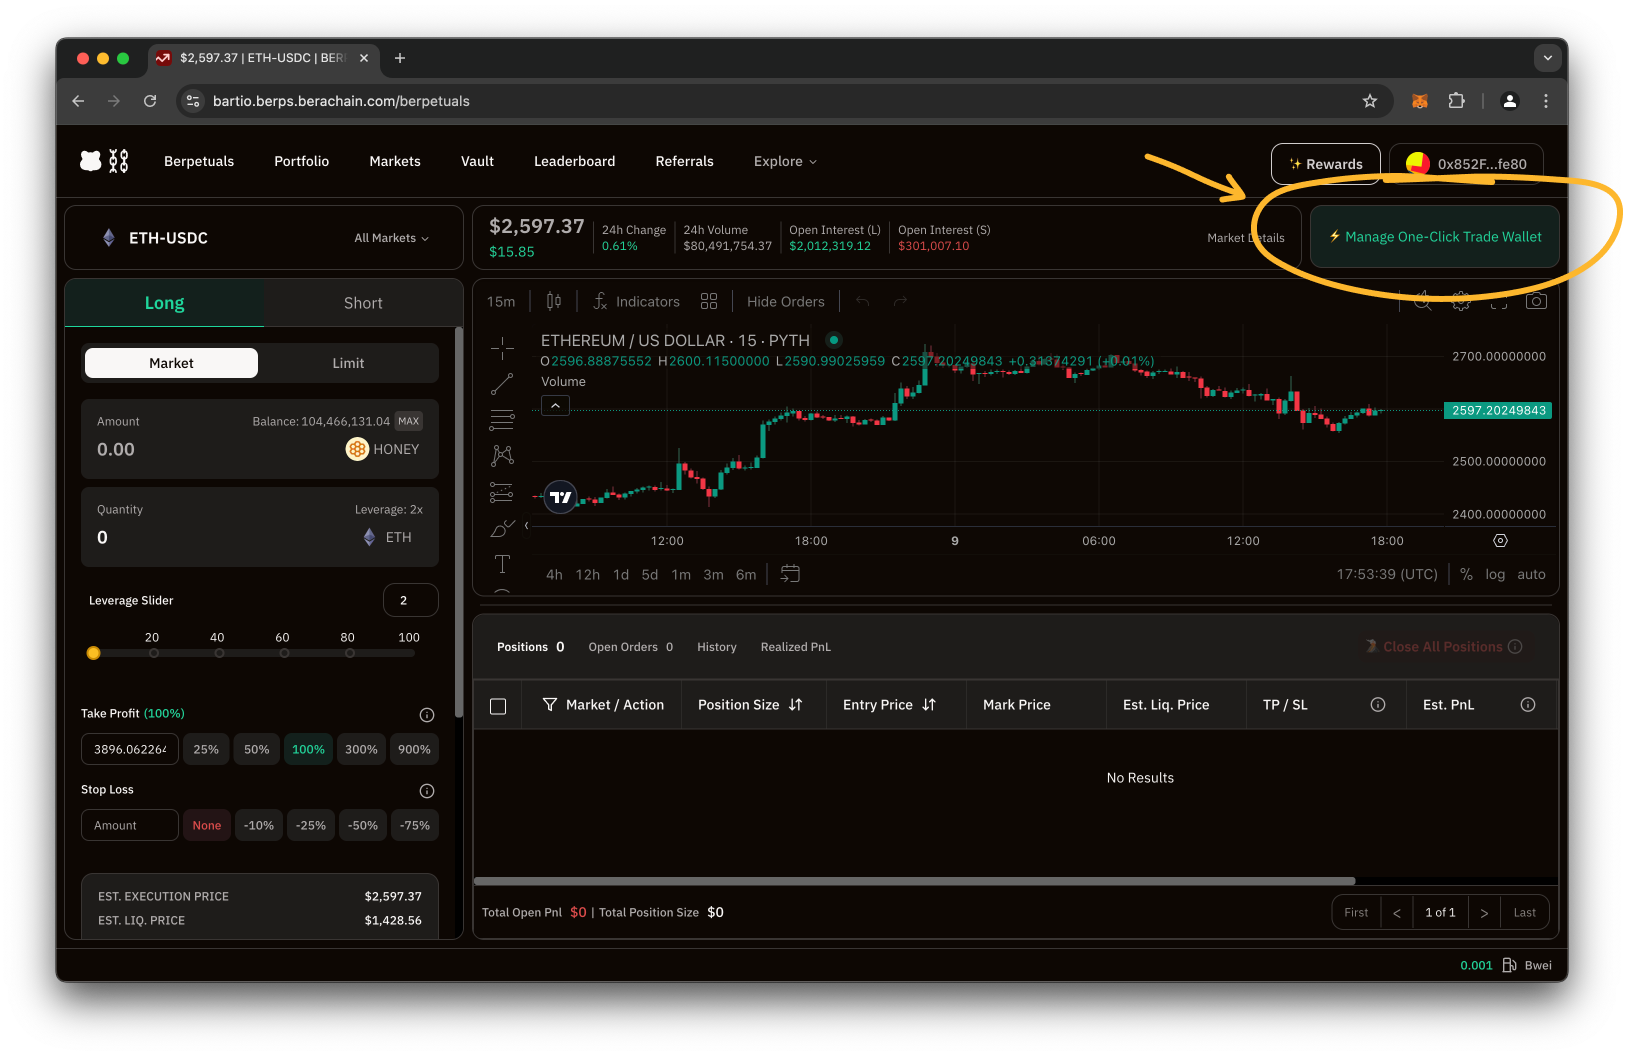 $2,597.37 | ETH-USDC | BER
bartio.berps.berachain.com/berpetuals
Berpetuals Portfolio Markets Vault Leaderboard Referrals Explore
Rewards 0x852F...fe80
ETH-USDC All Markets
$2,597.37
$15.85
24h Change
0.61%
24h Volume
$80,491,754.37
Open Interest (L)
$2,012,319.12
Open Interest (S)
$301,007.10
Market Details
Manage One-Click Trade Wallet
Long Short
Market Limit
Amount Balance: 104,466,131.04 MAX
0.00 HONEY
Quantity Leverage: 2x
0 ETH
Leverage Slider 2
20 40 60 80 100
Take Profit (100%)
3896.062264 25% 50% 100% 300% 900%
Stop Loss
Amount None -10% -25% -50% -75%
EST. EXECUTION PRICE $2,597.37
EST. LIQ. PRICE $1,428.56
15m Indicators Hide Orders
ETHEREUM / US DOLLAR · 15 · PYTH
O2596.88875552 H2600.11500000 L2590.99025959 C2597.20249843 +0.31374291 (+0.01%)
Volume
2700.00000000
2597.20249843
2500.00000000
2400.00000000
12:00 18:00 9 06:00 12:00 18:00
4h 12h 1d 5d 1m 3m 6m 17:53:39 (UTC) % log auto
Positions 0 Open Orders 0 History Realized PnL Close All Positions
Market / Action Position Size Entry Price Mark Price Est. Liq. Price TP / SL Est. PnL
No Results
Total Open Pnl $0 | Total Position Size $0
First < 1 of 1 > Last
0.001 Bwei